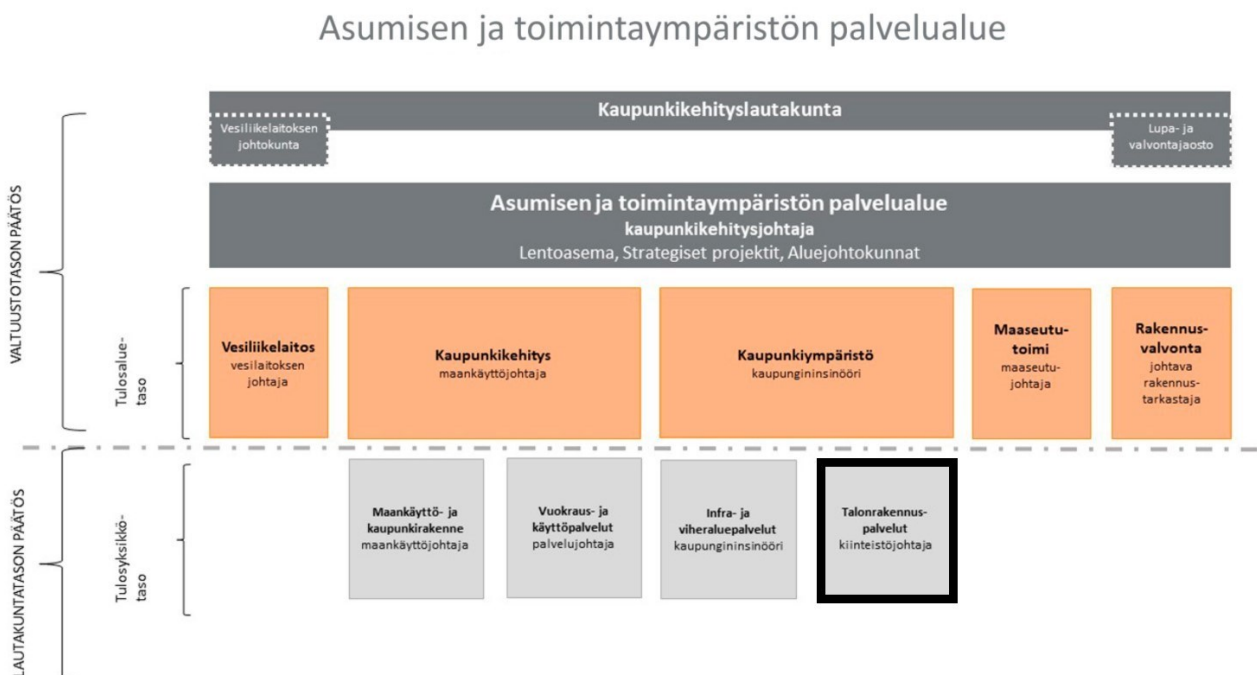 Asumisen ja toimintaympäristön palvelualue
Kaupunkikehityslautakunta
Vesiliikelaitoksen
johtokunta
Lupa- ja
valvontajaosto
VALTUUSTOTASON PÄÄTÖS
Asumisen ja toimintaympäristön palvelualue
kaupunkikehitysjohtaja
Lentoasema, Strategiset projektit, Aluejohtokunnat
Tulosalue-
taso
Vesiliikelaitos
vesilaitoksen
johtaja
Kaupunkikehitys
maankäyttöjohtaja
Kaupunkiympäristö
kaupungininsinööri
Maaseutu-
toimi
maaseutu-
johtaja
Rakennus-
valvonta
johtava
rakennus-
tarkastaja
LAUTAKUNTATASON PÄÄTÖS
Tulosyksikkö-
taso
Maankäyttö- ja
kaupunkirakenne
maankäyttöjohtaja
Vuokraus- ja
käyttöpalvelut
palvelujohtaja
Infra- ja
viheraluepalvelut
kaupungininsinööri
Talonrakennus-
palvelut
kiinteistöjohtaja